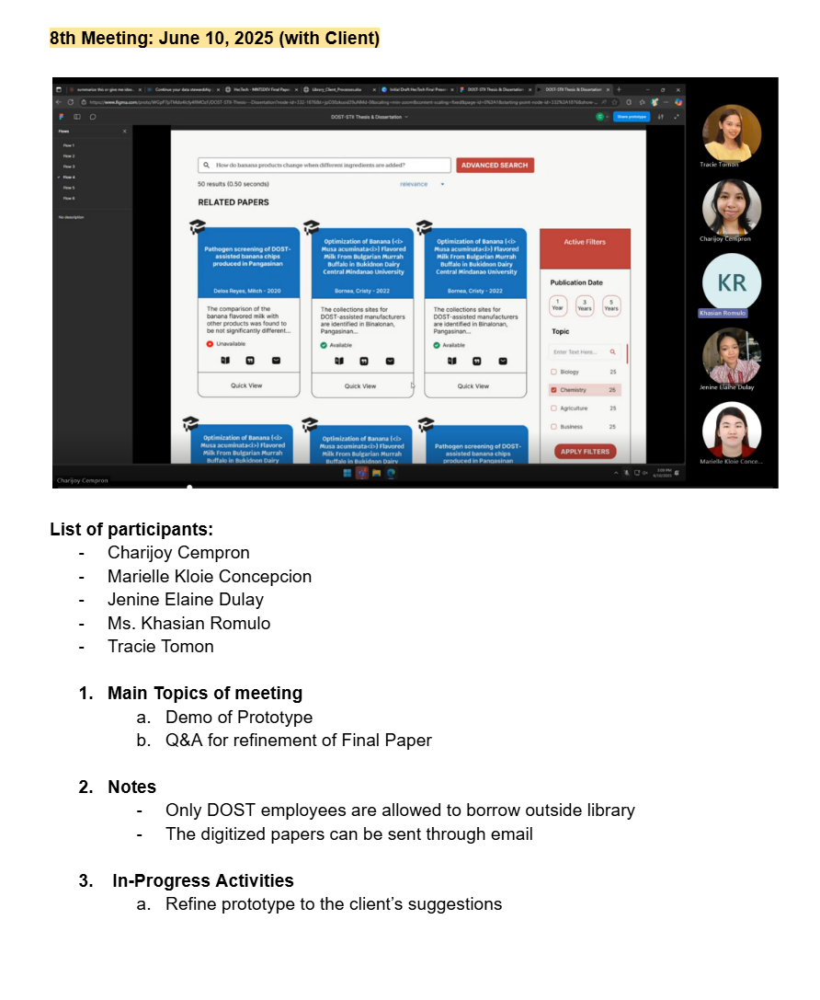 8th Meeting: June 10, 2025 (with Client)
DOST-STII Thesis & Dissertation
Share prototype
Flows
Flow 1
Flow 2
Flow 3
Flow 4
Flow 5
Flow 6
No description
How do banana products change when different ingredients are added?
ADVANCED SEARCH
50 results (0.50 seconds)
relevance
RELATED PAPERS
Pathogen screening of DOST-
assisted banana chips
produced in Pangasinan
Delos Reyes, Mitch - 2020
The comparison of the
banana flavored milk with
other products was found to
be not significantly different...
Unavailable
Quick View
Optimization of Banana (<i>
Musa acuminata<i>) Flavored
Milk From Bulgarian Murrah
Buffalo in Bukidnon Dairy
Central Mindanao University
Bornea, Cristy - 2022
The collections sites for
DOST-assisted manufacturers
are identified in Binalonan,
Pangasinan...
Available
Quick View
Optimization of Banana (<i>
Musa acuminata<i>) Flavored
Milk From Bulgarian Murrah
Buffalo in Bukidnon Dairy
Central Mindanao University
Bornea, Cristy - 2022
The collections sites for
DOST-assisted manufacturers
are identified in Binalonan,
Pangasinan...
Available
Quick View
Active Filters
Publication Date
1 Year
3 Years
5 Years
Topic
Enter Text Here...
Biology 25
Chemistry 25
Agriculture 25
Business 25
APPLY FILTERS
Optimization of Banana (<i>
Musa acuminata<i>) Flavored
Milk From Bulgarian Murrah
Buffalo in Bukidnon Dairy
Optimization of Banana (<i>
Musa acuminata<i>) Flavored
Milk From Bulgarian Murrah
Buffalo in Bukidnon Dairy
Pathogen screening of DOST-
assisted banana chips
produced in Pangasinan
Charijoy Cempron
Tracie Tomon
Charijoy Cempron
KR
Khasian Romulo
Jenine Elaine Dulay
Marielle Kloie Conce...
List of participants:
- Charijoy Cempron
- Marielle Kloie Concepcion
- Jenine Elaine Dulay
- Ms. Khasian Romulo
- Tracie Tomon
1. Main Topics of meeting
a. Demo of Prototype
b. Q&A for refinement of Final Paper
2. Notes
- Only DOST employees are allowed to borrow outside library
- The digitized papers can be sent through email
3. In-Progress Activities
a. Refine prototype to the client's suggestions